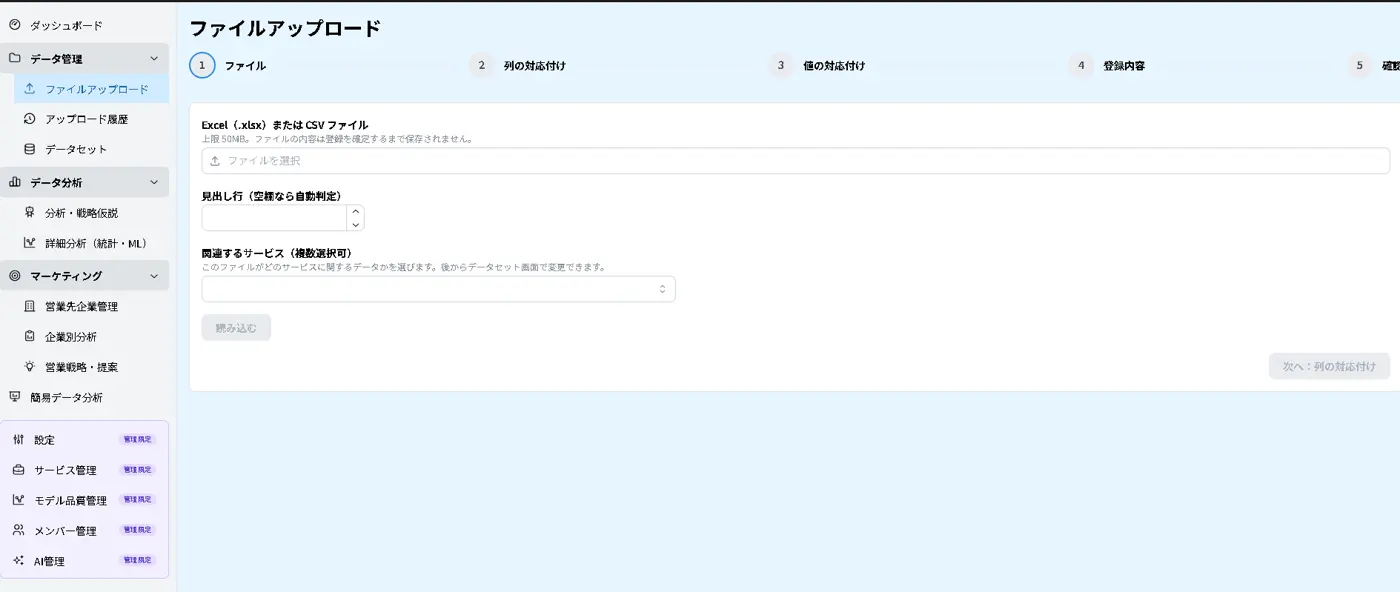 ダッシュボード
データ管理
ファイルアップロード
アップロード履歴
データセット
データ分析
分析・戦略仮説
詳細分析（統計・ML）
マーケティング
営業先企業管理
企業別分析
営業戦略・提案
簡易データ分析
設定 管理限定
サービス管理 管理限定
モデル品質管理 管理限定
メンバー管理 管理限定
AI管理 管理限定
ファイルアップロード
1 ファイル
2 列の対応付け
3 値の対応付け
4 登録内容
5 確認
Excel（.xlsx）または CSV ファイル
上限 50MB。ファイルの内容は登録を確定するまで保存されません。
ファイルを選択
見出し行（空欄なら自動判定）
関連するサービス（複数選択可）
このファイルがどのサービスに関するデータかを選びます。後からデータセット画面で変更できます。
読み込む
次へ：列の対応付け